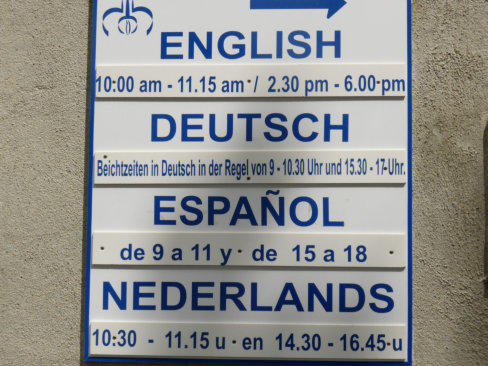 ENGLISH
10:00 am - 11.15 am / 2.30 pm - 6.00 pm
DEUTSCH
Beichtzeiten in Deutsch in der Regel von 9 - 10.30 Uhr und 15.30 - 17-Uhr.
ESPAÑOL
de 9 a 11 y de 15 a 18
NEDERLANDS
10:30 - 11.15 u en 14.30 - 16.45 u